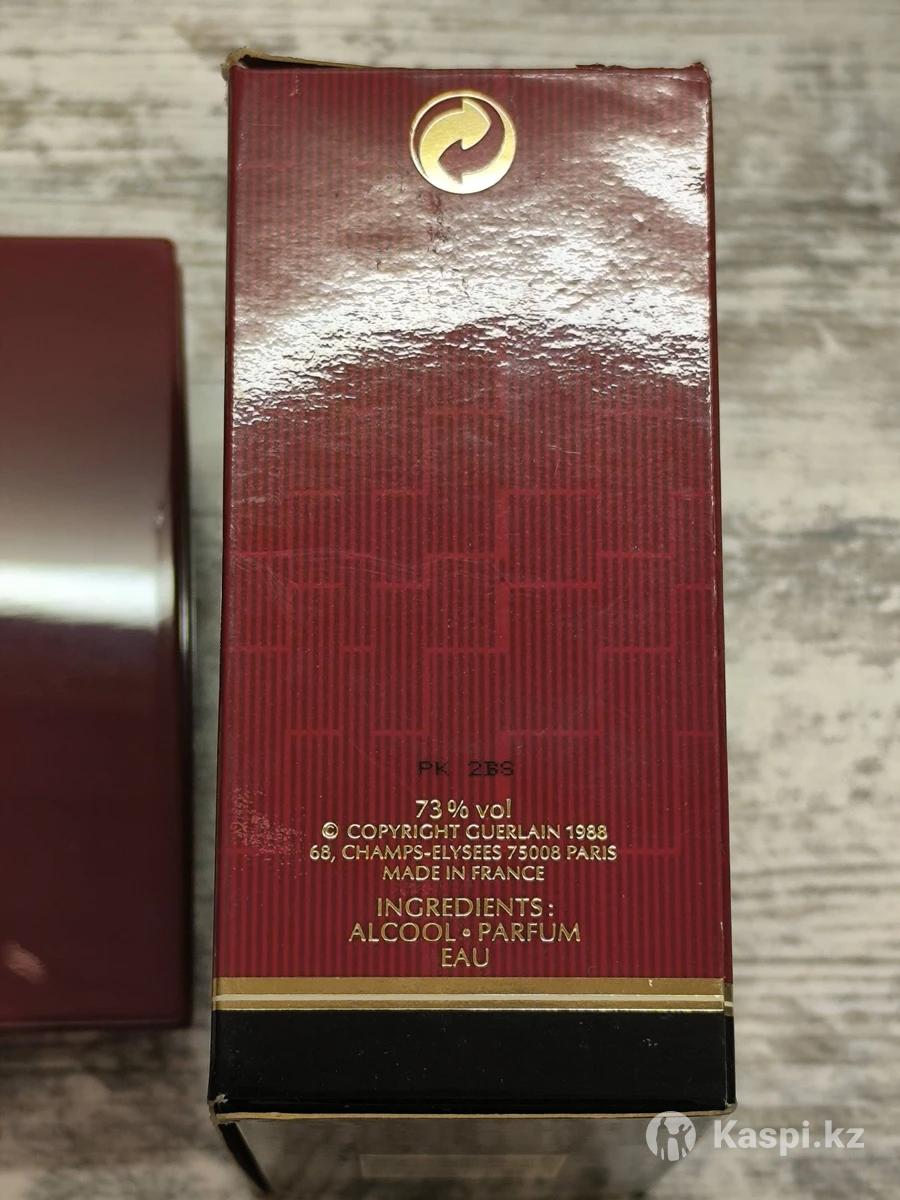 PK 2BS
73% vol
© COPYRIGHT GUERLAIN 1988
68, CHAMPS-ELYSEES 75008 PARIS
MADE IN FRANCE
INGREDIENTS:
ALCOOL • PARFUM
EAU
Kaspi.kz